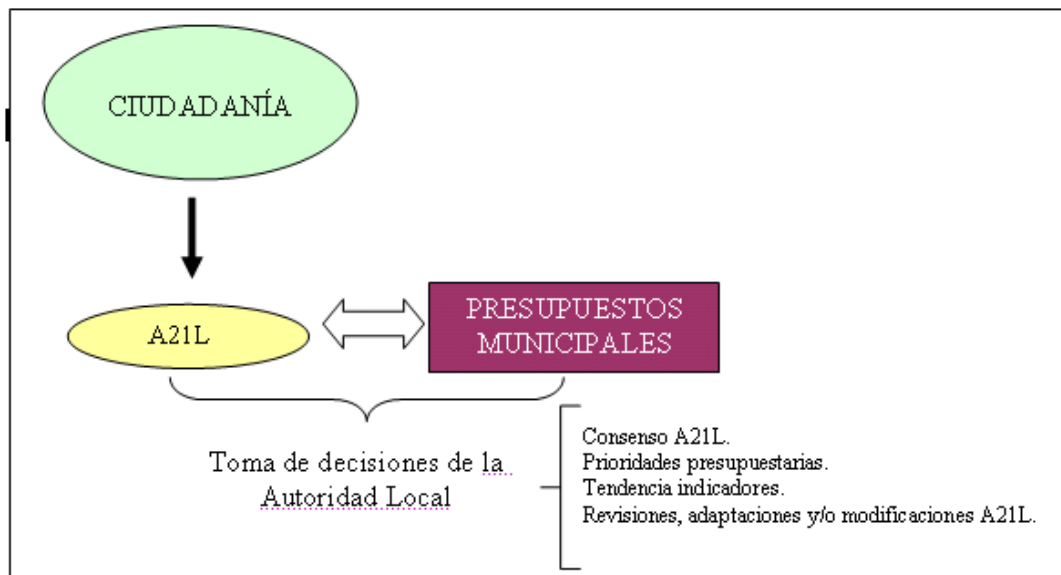 CIUDADANÍA
A21L
PRESUPUESTOS
MUNICIPALES
Toma de decisiones de la
Autoridad Local
Consenso A21L.
Prioridades presupuestarias.
Tendencia indicadores.
Revisiones, adaptaciones y/o modificaciones A21L.